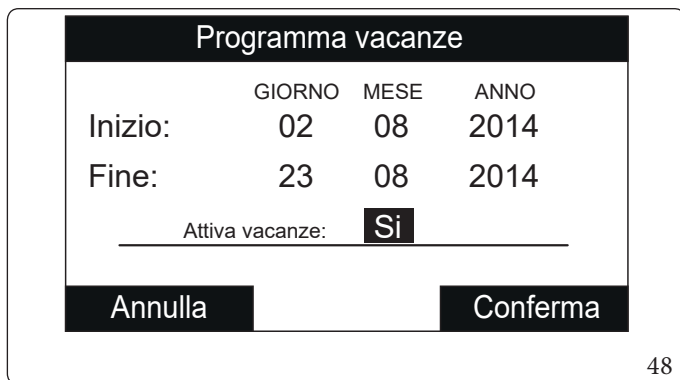 Programma vacanze
GIORNO MESE ANNO
Inizio: 02 08 2014
Fine: 23 08 2014
Attiva vacanze: Si
Annulla Conferma
48